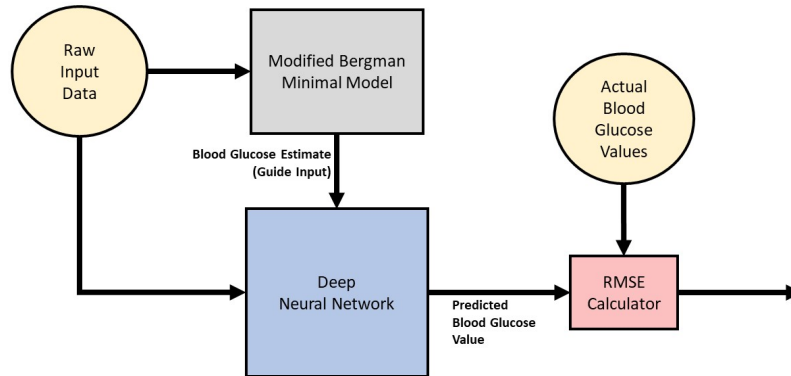 Raw
Input
Data
Modified Bergman
Minimal Model
Actual
Blood
Glucose
Values
Blood Glucose Estimate
(Guide Input)
Deep
Neural Network
Predicted
Blood Glucose
Value
RMSE
Calculator